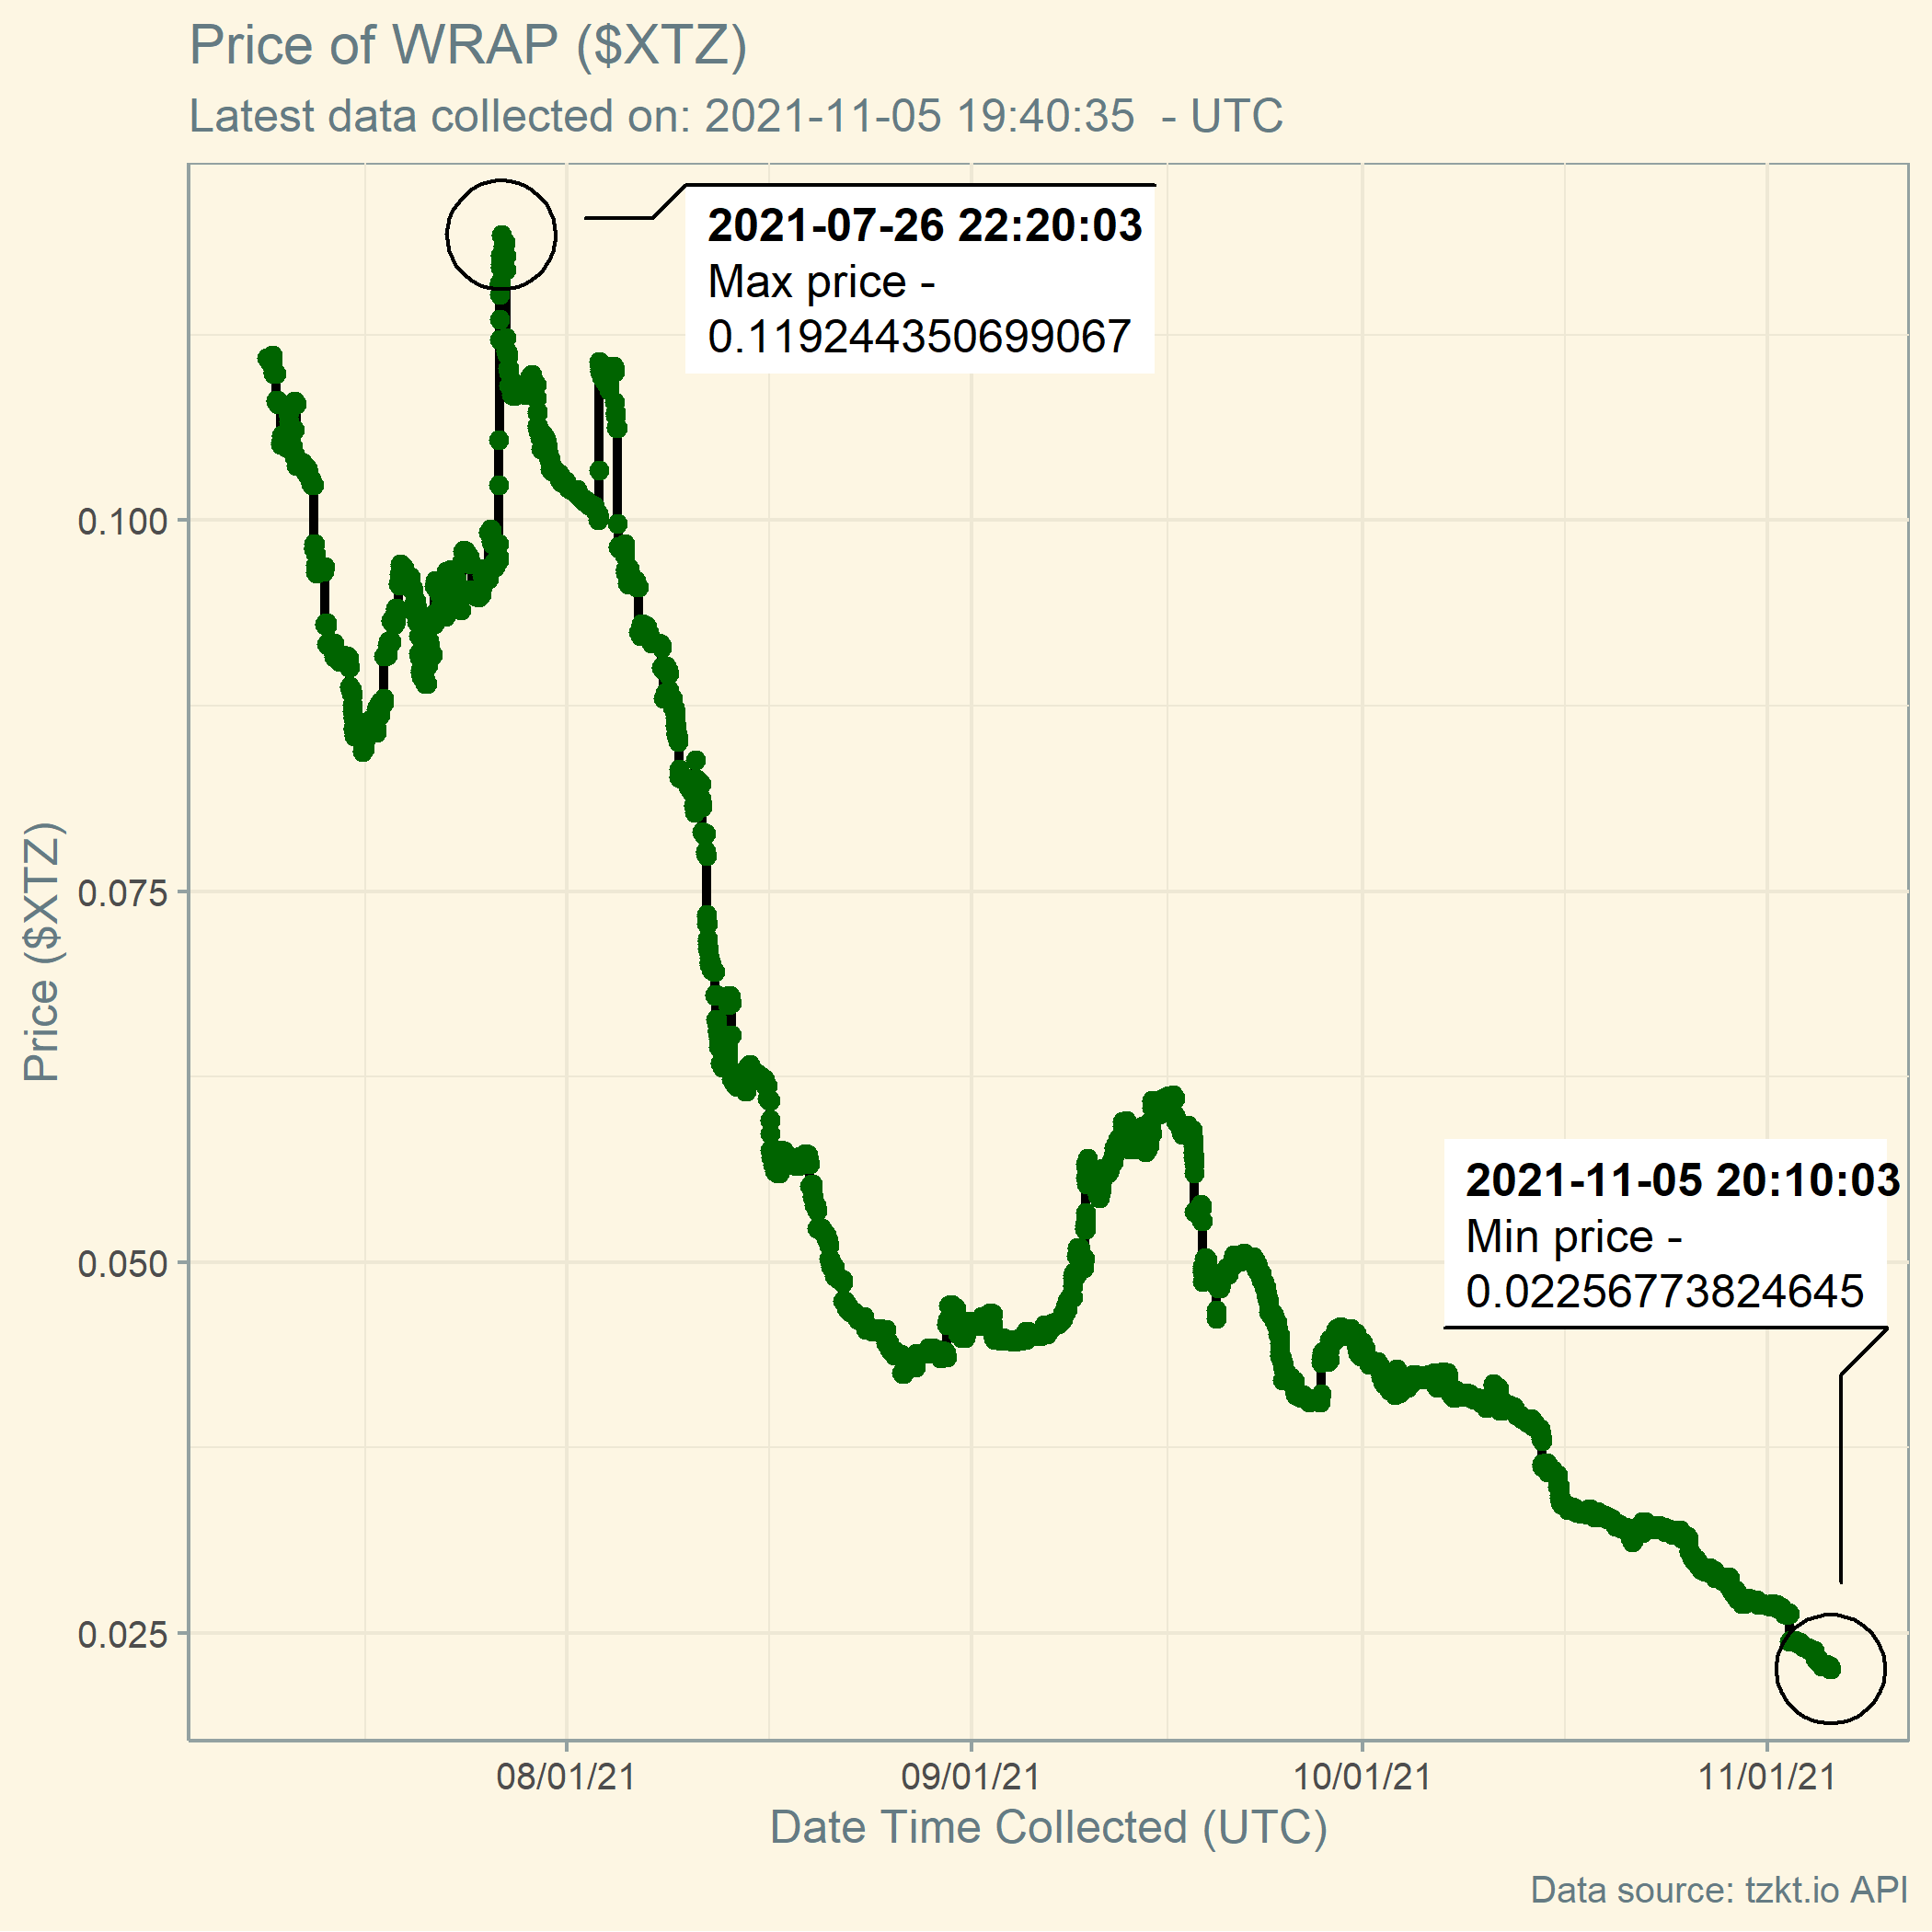 Price of WRAP ($XTZ)
Latest data collected on: 2021-11-05 19:40:35  - UTC
2021-07-26 22:20:03
Max price -
0.119244350699067
0.100
0.075
0.050
0.025
Price ($XTZ)
2021-11-05 20:10:03
Min price -
0.02256773824645
08/01/21
09/01/21
10/01/21
11/01/21
Date Time Collected (UTC)
Data source: tzkt.io API